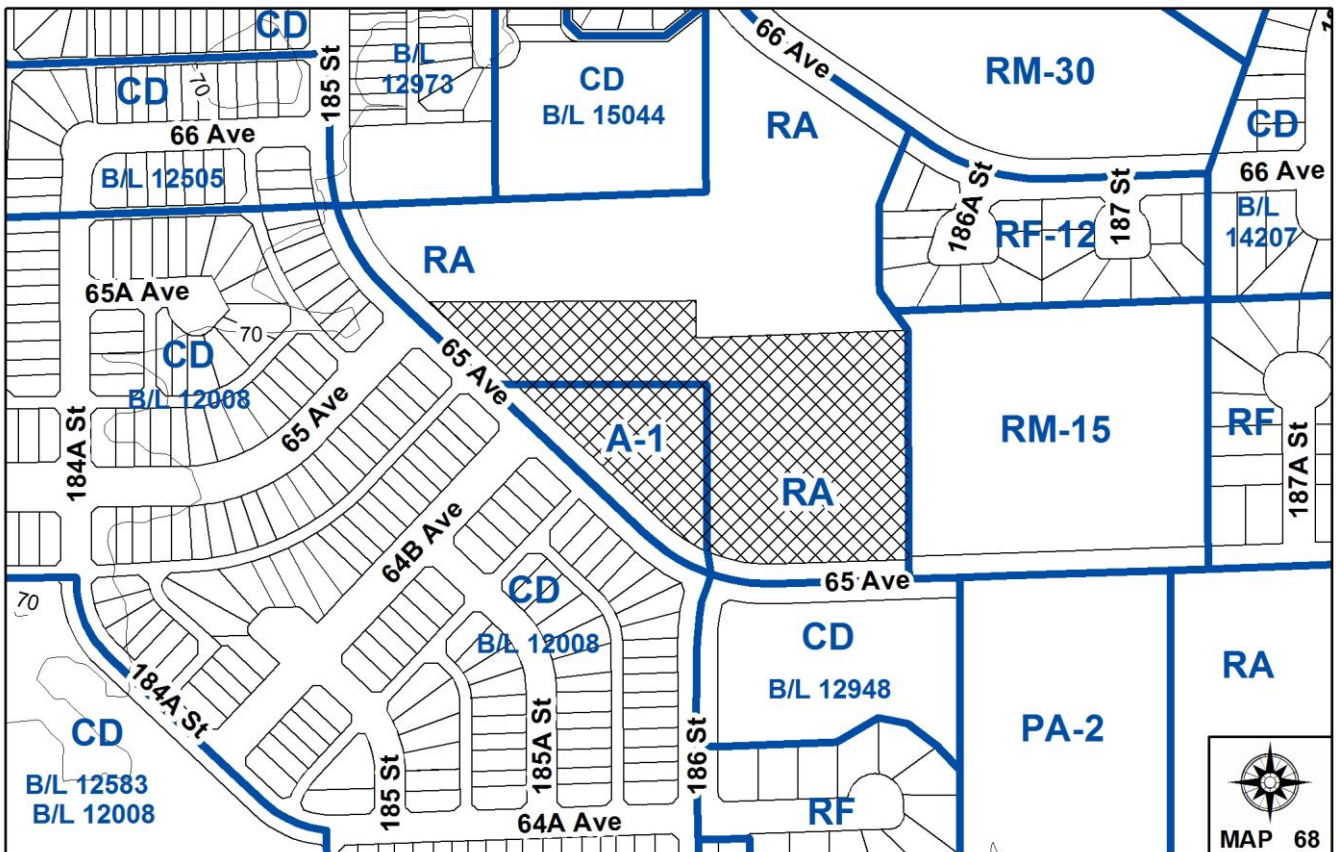 CD
B/L
12973
CD
B/L 15044
66 Ave
RM-30
CD
70
185 St
RA
CD
66 Ave
66 Ave
B/L 12505
186A St
187 St
RF-12
B/L
14207
RA
65A Ave
70
CD
B/L 12008
65 Ave
65 Ave
184A St
A-1
RA
RM-15
RF
187A St
64B Ave
70
CD
B/L 12008
65 Ave
CD
B/L 12948
RA
184A St
CD
B/L 12583
B/L 12008
185 St
185A St
186 St
PA-2
RF
64A Ave
MAP 68